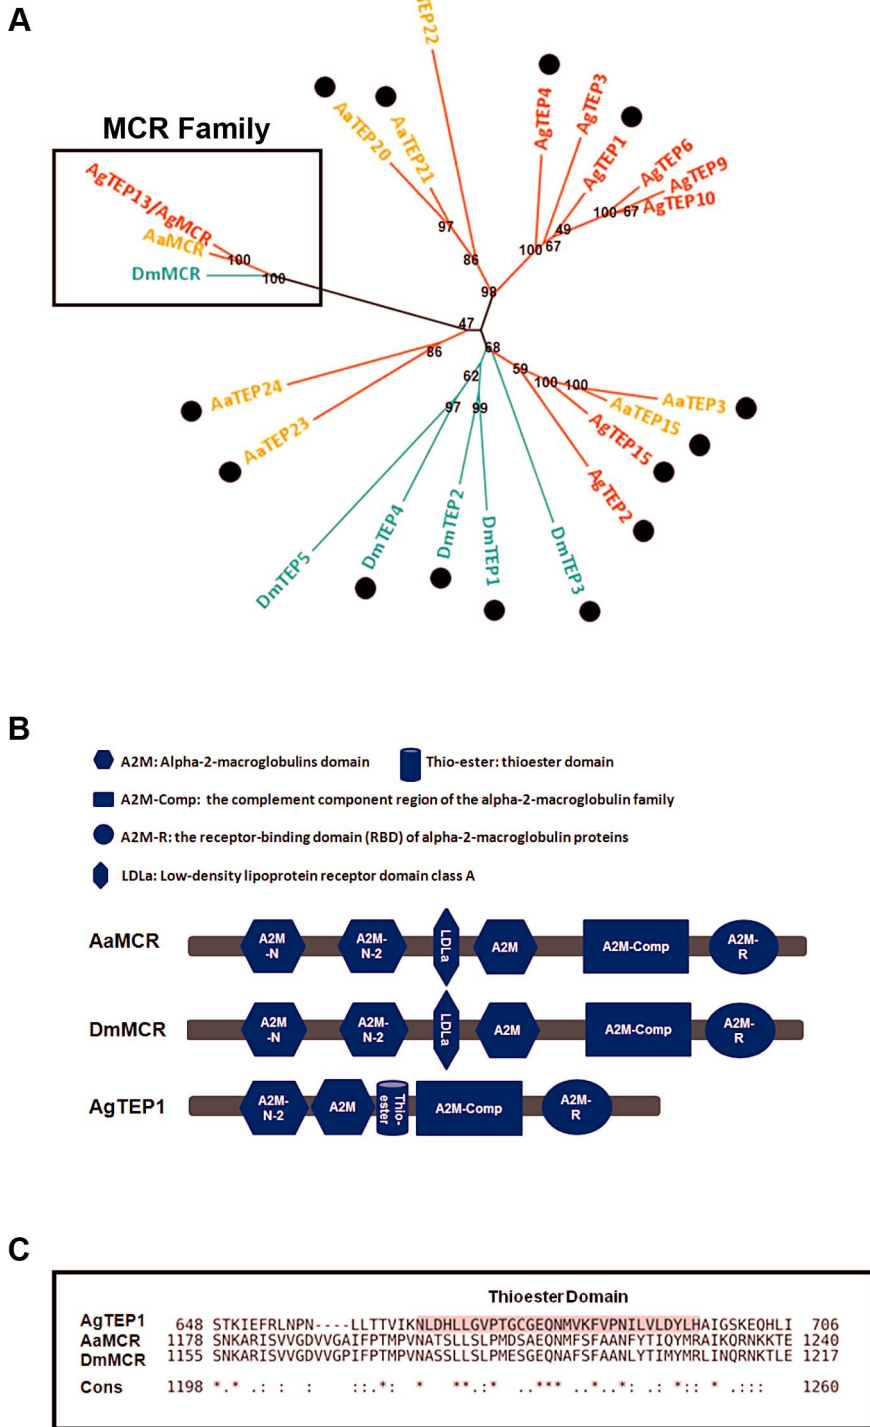 A
TEP22
AaTEP20
AaTEP21
AgTEP4
AgTEP3
AgTEP1
AgTEP6
AgTEP9
AgTEP10
MCR Family
AgTEP13/AgMCR
AaMCR
DmMCR
100
100
97
86
98
100
67
49
100
67
47
86
68
62
97
99
59
100
100
AaTEP24
AaTEP23
DmTEP5
DmTEP4
DmTEP2
DmTEP1
DmTEP3
AaTEP3
AaTEP15
AgTEP15
AgTEP2
B
A2M: Alpha-2-macroglobulins domain
Thio-ester: thioester domain
A2M-Comp: the complement component region of the alpha-2-macroglobulin family
A2M-R: the receptor-binding domain (RBD) of alpha-2-macroglobulin proteins
LDLa: Low-density lipoprotein receptor domain class A
AaMCR
A2M
-N
A2M-
N-2
LDLa
A2M
A2M-Comp
A2M-
R
DmMCR
A2M
-N
A2M-
N-2
LDLa
A2M
A2M-Comp
A2M-
R
AgTEP1
A2M-
N-2
A2M
Thio-
ester
A2M-Comp
A2M-
R
C
Thioester Domain
AgTEP1 648 STKIEFRLNPN----LLTTVIKNLDHLLGVPTGCGEQNMVKFVPNILVLDYLHAIGSKEQHLI 706
AaMCR 1178 SNKARISVVGDVVGAIFPTMPVNATSLLSLPMDSAEQNMFSFAANFYTIQYMRAIKQRNKKTE 1240
DmMCR 1155 SNKARISVVGDVVGPIFPTMPVNASSLLSLPMESGEQNAFSFAANLYTIMYMRLINQRNKTLE 1217
Cons 1198 *.* .: : : ::.*: * **.:* ..*** ..*..*: .: *:: * .::: 1260